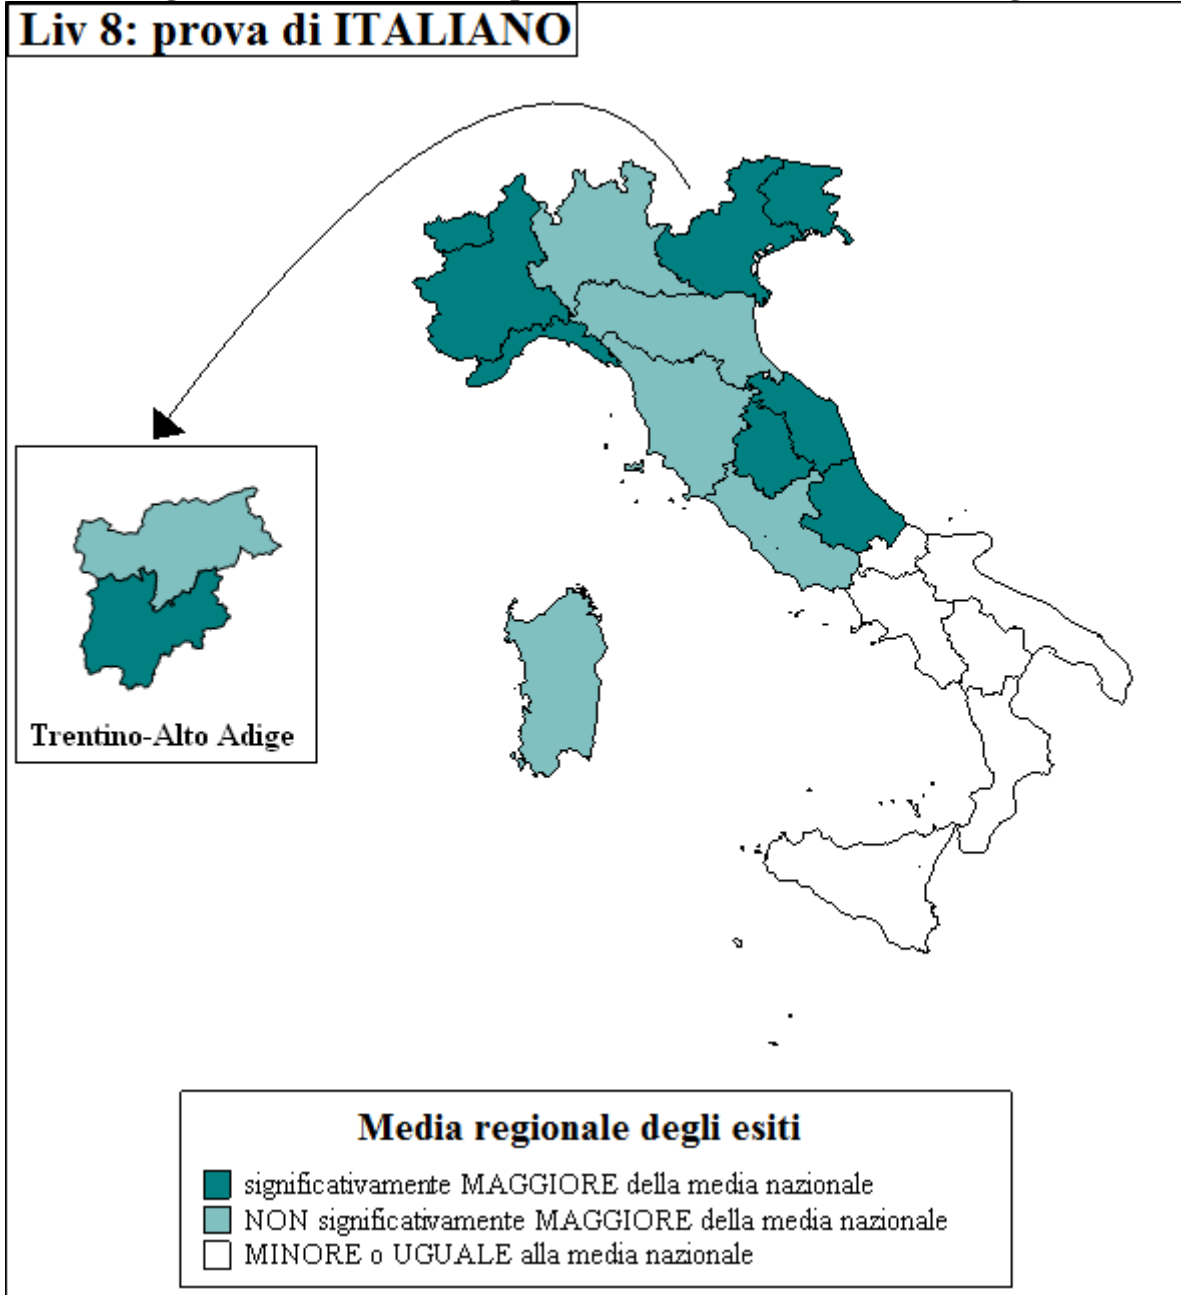 Liv 8: prova di ITALIANO
Trentino-Alto Adige
Media regionale degli esiti
significativamente MAGGIORE della media nazionale
NON significativamente MAGGIORE della media nazionale
MINORE o UGUALE alla media nazionale